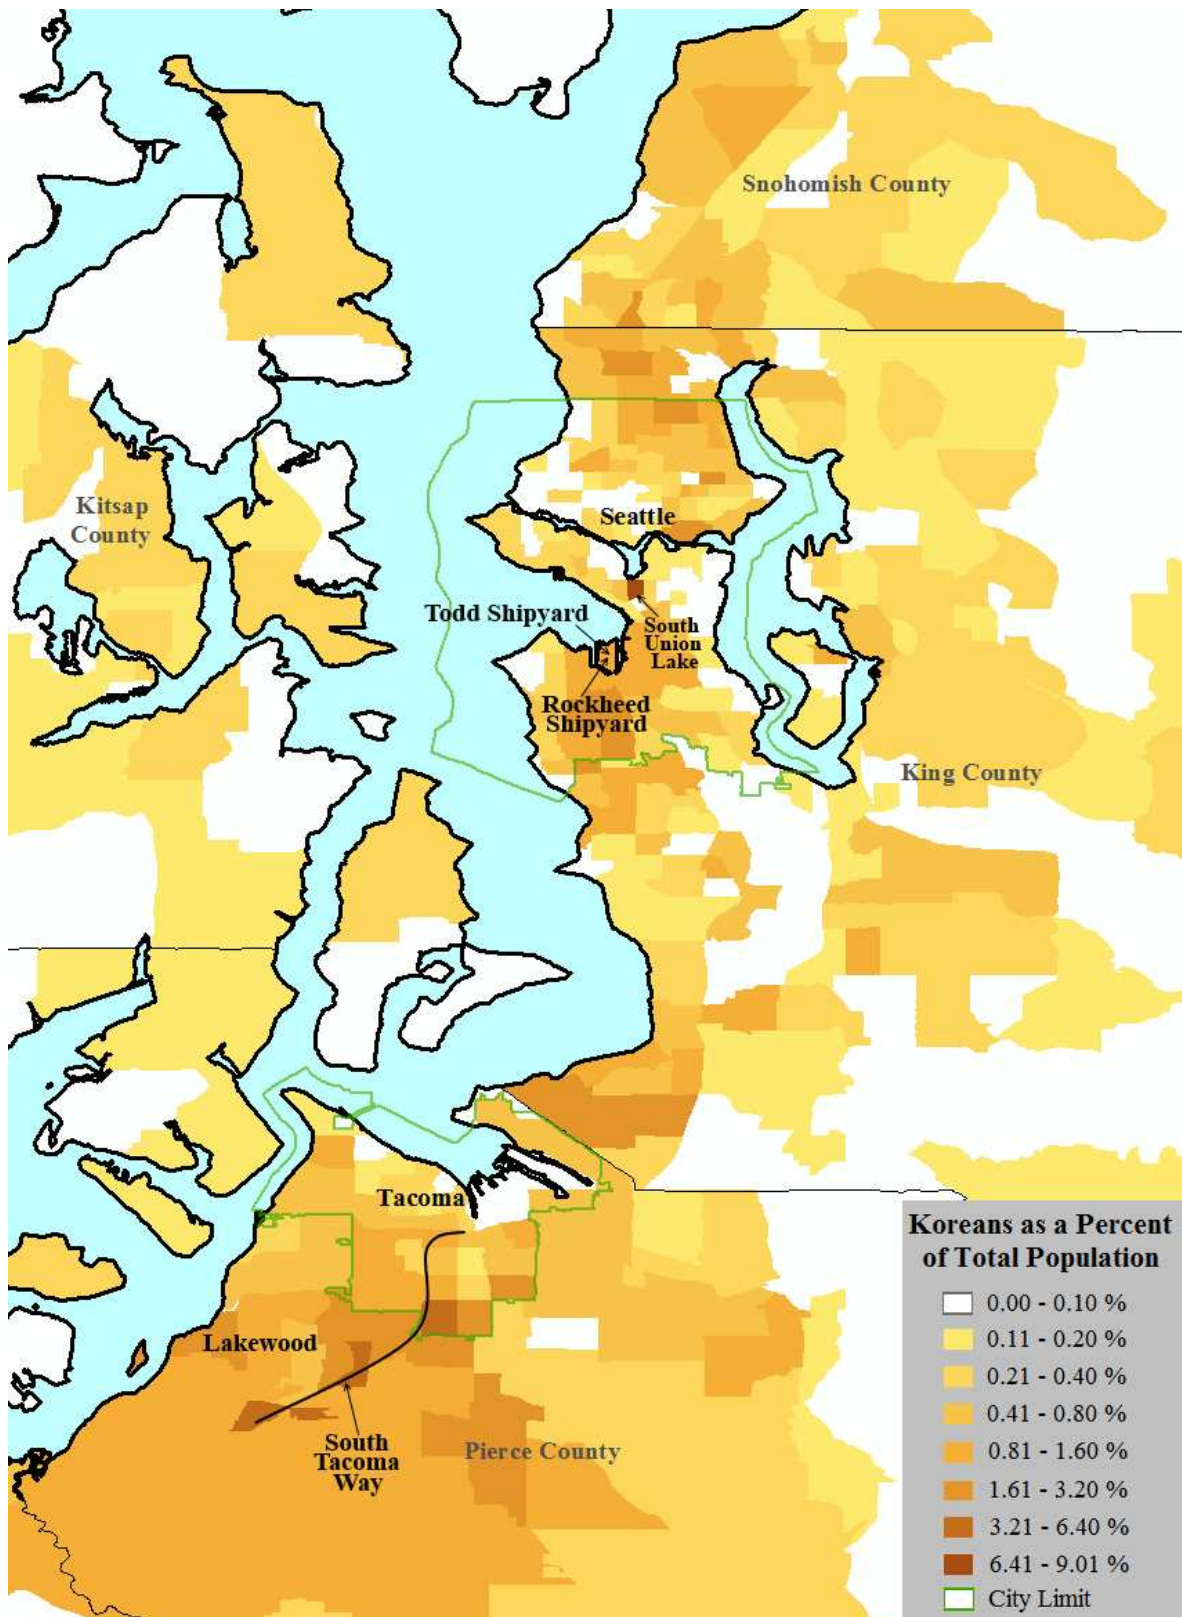 Snohomish County
Kitsap
County
Seattle
Todd Shipyard
South
Union
Lake
Rockheed
Shipyard
King County
Tacoma
Lakewood
South
Tacoma
Way
Pierce County
Koreans as a Percent
of Total Population
0.00 - 0.10 %
0.11 - 0.20 %
0.21 - 0.40 %
0.41 - 0.80 %
0.81 - 1.60 %
1.61 - 3.20 %
3.21 - 6.40 %
6.41 - 9.01 %
City Limit